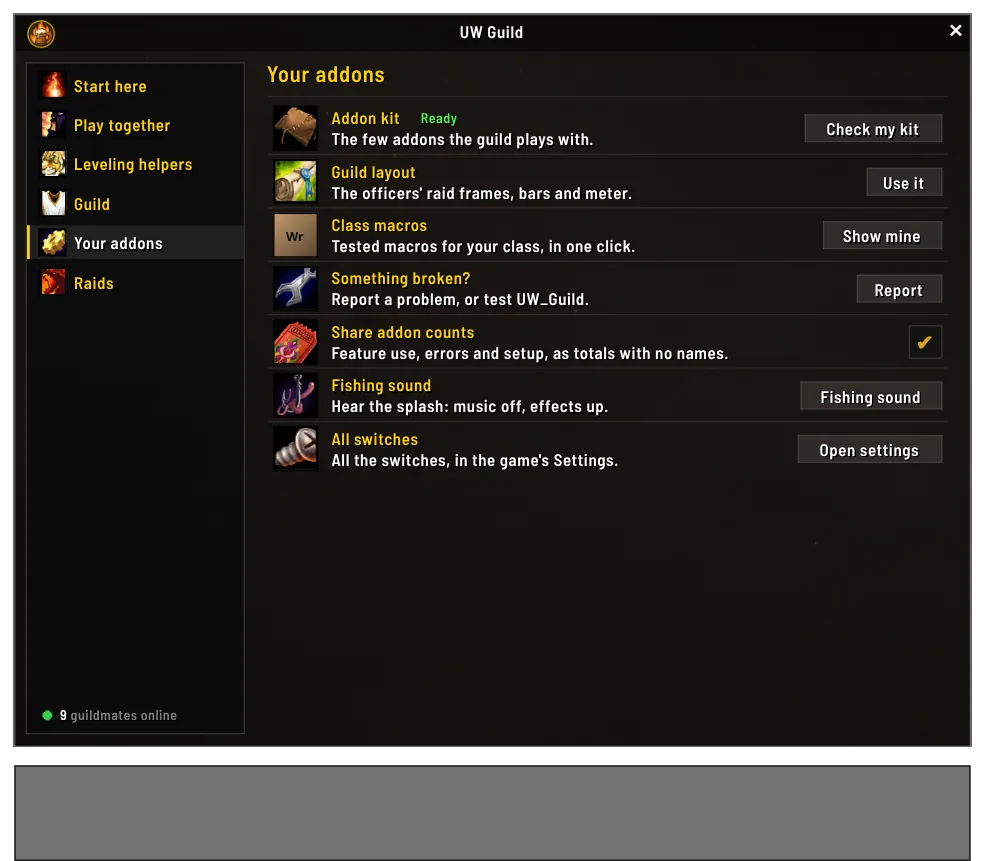 UW Guild
Start here
Play together
Leveling helpers
Guild
Your addons
Raids
9 guildmates online
Your addons
Addon kit Ready
The few addons the guild plays with.
Check my kit
Guild layout
The officers' raid frames, bars and meter.
Use it
Wr
Class macros
Tested macros for your class, in one click.
Show mine
Something broken?
Report a problem, or test UW_Guild.
Report
Share addon counts
Feature use, errors and setup, as totals with no names.
Fishing sound
Hear the splash: music off, effects up.
Fishing sound
All switches
All the switches, in the game's Settings.
Open settings